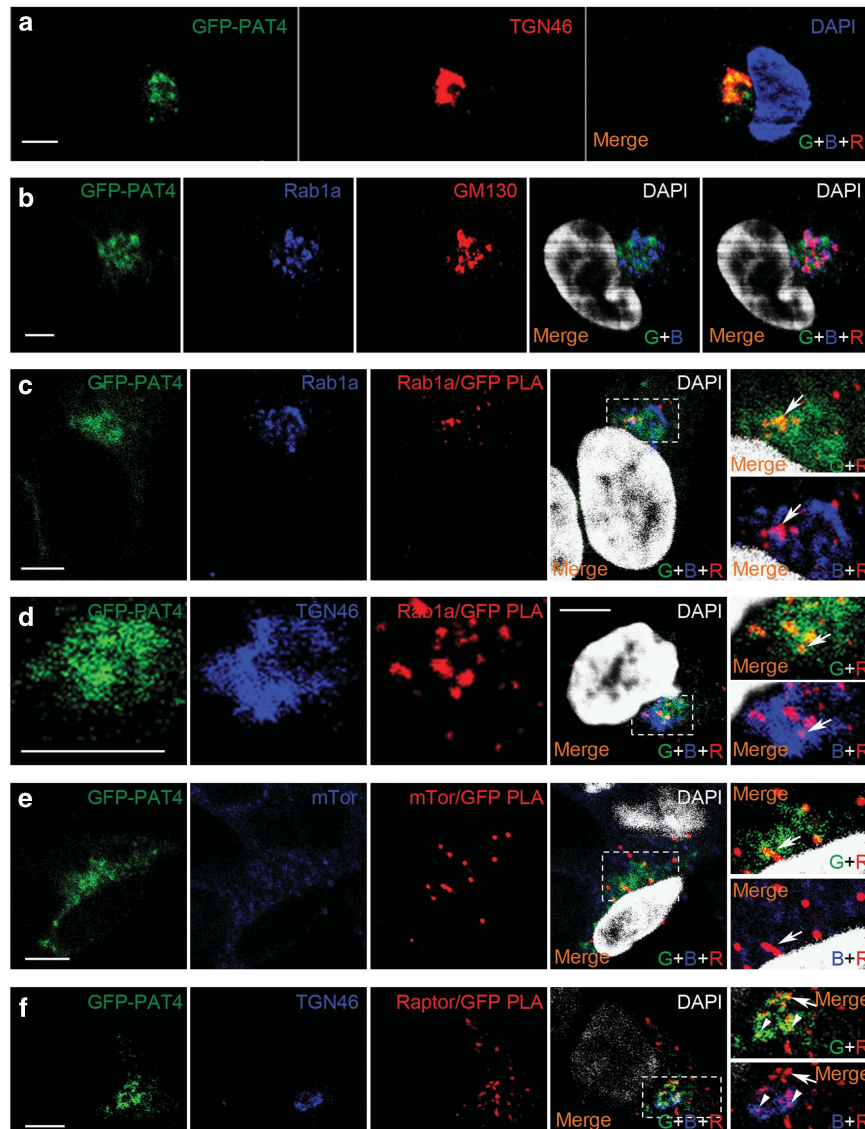 a
GFP-PAT4
TGN46
DAPI
Merge
G+B+R
b
GFP-PAT4
Rab1a
GM130
DAPI
DAPI
Merge
G+B
Merge
G+B+R
c
GFP-PAT4
Rab1a
Rab1a/GFP PLA
DAPI
Merge
G+B+R
Merge
G+R
Merge
B+R
d
GFP-PAT4
TGN46
Rab1a/GFP PLA
DAPI
Merge
G+B+R
Merge
G+R
Merge
B+R
e
GFP-PAT4
mTor
mTor/GFP PLA
DAPI
Merge
G+B+R
Merge
G+R
Merge
B+R
f
GFP-PAT4
TGN46
Raptor/GFP PLA
DAPI
Merge
G+B+R
Merge
G+R
Merge
B+R